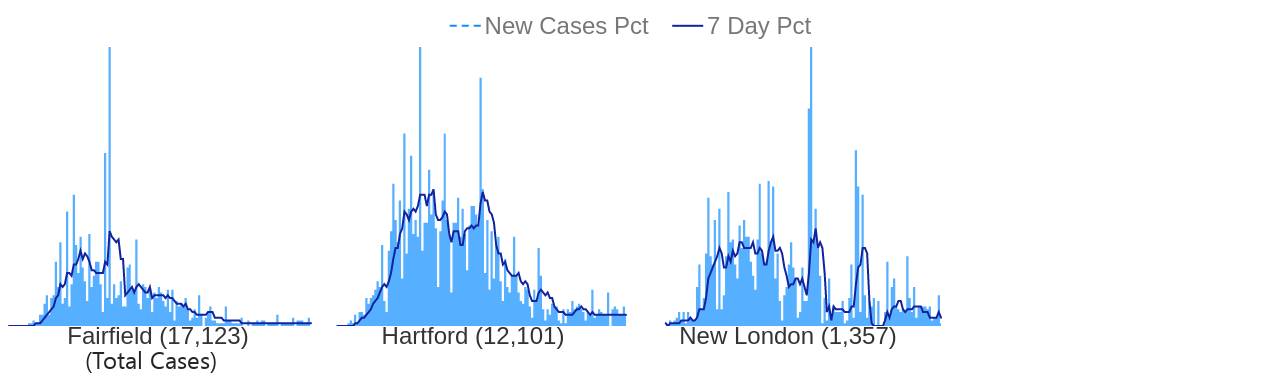 New Cases Pct 7 Day Pct
Fairfield (17,123) Hartford (12,101) New London (1,357)
(Total Cases)